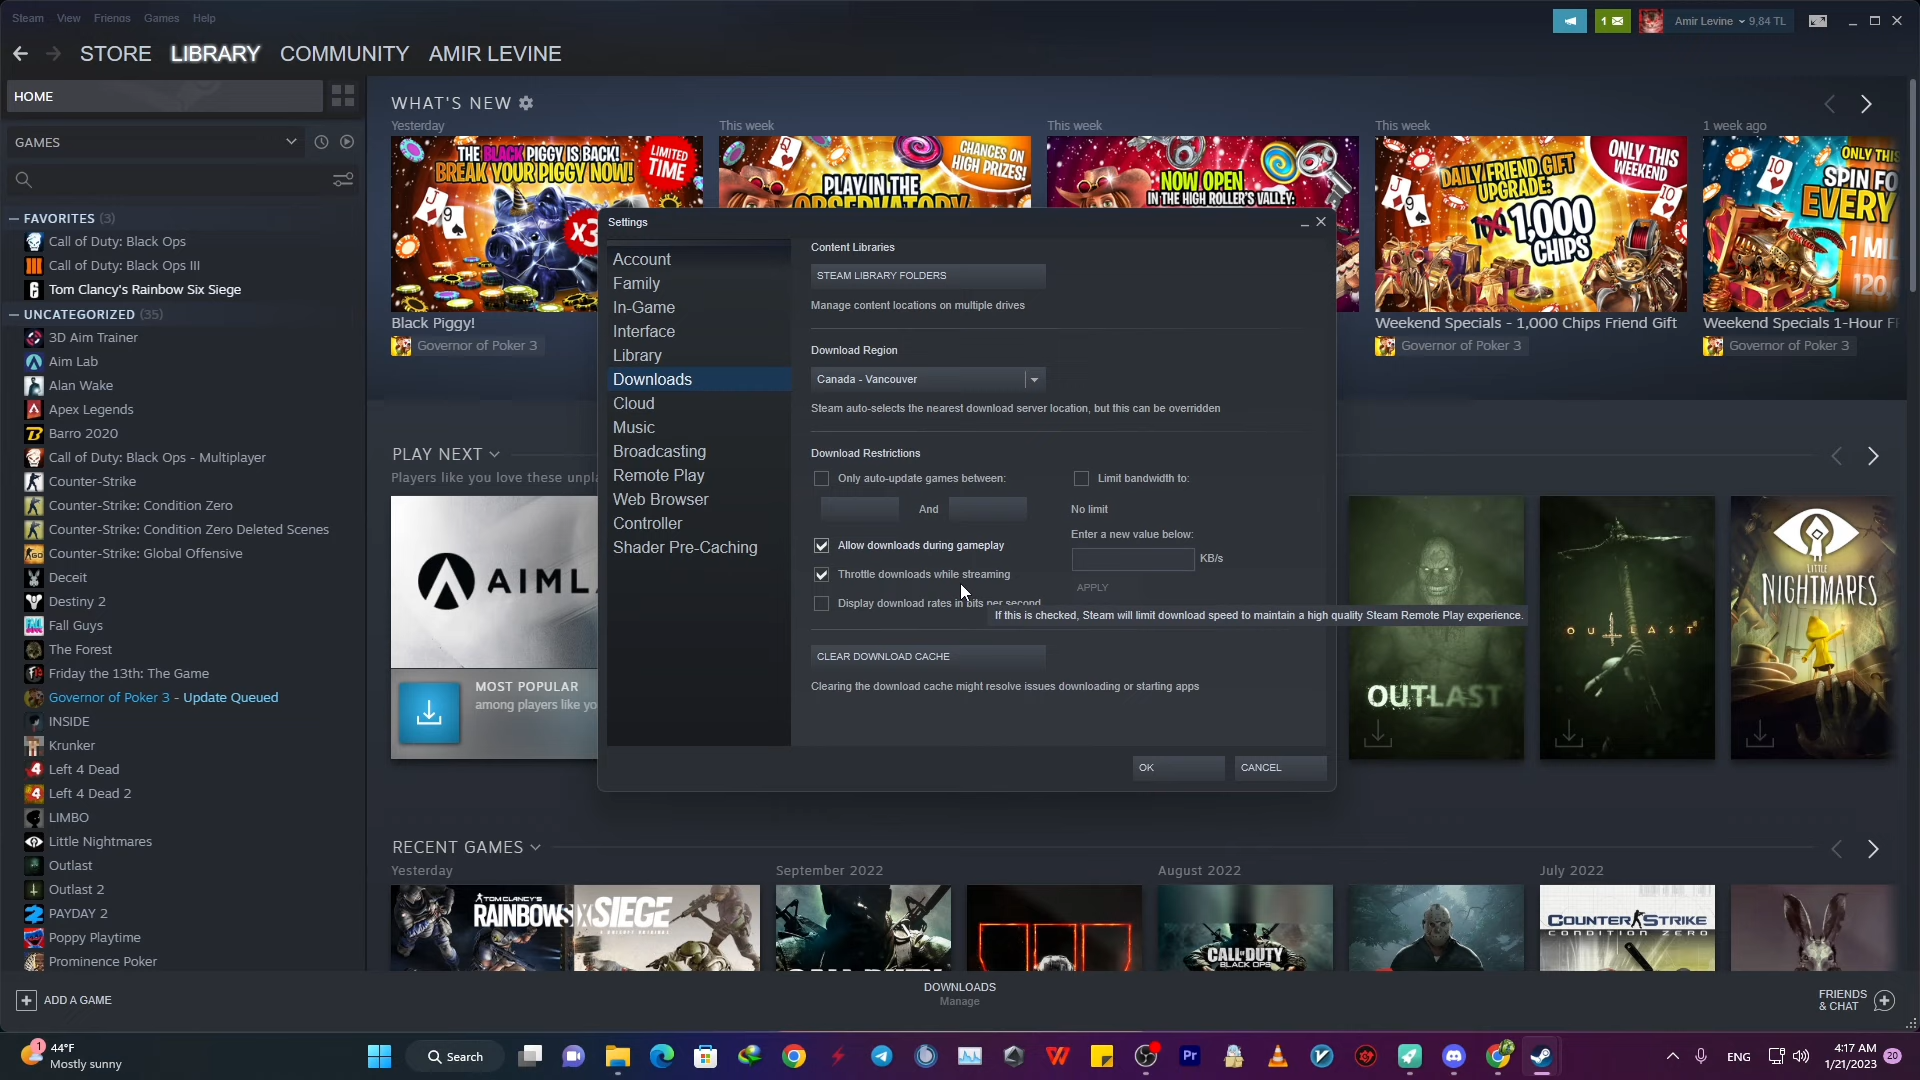 Steam View Friends Games Help
1
Amir Levine 9,84 TL
STORE LIBRARY COMMUNITY AMIR LEVINE
HOME
GAMES
FAVORITES (3)
Call of Duty: Black Ops
Call of Duty: Black Ops III
Tom Clancy's Rainbow Six Siege
UNCATEGORIZED (35)
3D Aim Trainer
Aim Lab
Alan Wake
Apex Legends
Barro 2020
Call of Duty: Black Ops - Multiplayer
Counter-Strike
Counter-Strike: Condition Zero
Counter-Strike: Condition Zero Deleted Scenes
Counter-Strike: Global Offensive
Deceit
Destiny 2
Fall Guys
The Forest
Friday the 13th: The Game
Governor of Poker 3 - Update Queued
INSIDE
Krunker
Left 4 Dead
Left 4 Dead 2
LIMBO
Little Nightmares
Outlast
Outlast 2
PAYDAY 2
Poppy Playtime
Prominence Poker
ADD A GAME
WHAT'S NEW
Yesterday
THE BLACK PIGGY IS BACK!
BREAK YOUR PIGGY NOW!
LIMITED TIME
X3
Black Piggy!
Governor of Poker 3
This week
CHANCES ON HIGH PRIZES!
PLAY IN THE
OBSERVATORY
This week
NOW OPEN
IN THE HIGH ROLLER'S VALLEY:
This week
DAILY FRIEND GIFT
UPGRADE:
100 1,000
CHIPS
ONLY THIS WEEKEND
Weekend Specials - 1,000 Chips Friend Gift
Governor of Poker 3
1 week ago
ONLY THIS
SPIN FO
EVERY
1 MIL
120,
Weekend Specials 1-Hour F
Governor of Poker 3
Settings
Account
Family
In-Game
Interface
Library
Downloads
Cloud
Music
Broadcasting
Remote Play
Web Browser
Controller
Shader Pre-Caching
Content Libraries
STEAM LIBRARY FOLDERS
Manage content locations on multiple drives
Download Region
Canada - Vancouver
Steam auto-selects the nearest download server location, but this can be overridden
Download Restrictions
Only auto-update games between:
And
Allow downloads during gameplay
Throttle downloads while streaming
Display download rates in bits per second
Limit bandwidth to:
No limit
Enter a new value below:
KB/s
APPLY
If this is checked, Steam will limit download speed to maintain a high quality Steam Remote Play experience.
CLEAR DOWNLOAD CACHE
Clearing the download cache might resolve issues downloading or starting apps
OK
CANCEL
PLAY NEXT
Players like you love these unpl
AIML
MOST POPULAR
among players like yo
OUTLAST
OUTLAST
LITTLE
NIGHTMARES
RECENT GAMES
Yesterday
TOM CLANCY'S
RAINBOW SIX SIEGE
September 2022
August 2022
CALL OF DUTY
BLACK OPS
July 2022
COUNTER STRIKE
CONDITION ZERO
DOWNLOADS
Manage
FRIENDS
& CHAT
1
44°F
Mostly sunny
Search
Pr
ENG
4:17 AM
1/21/2023
20